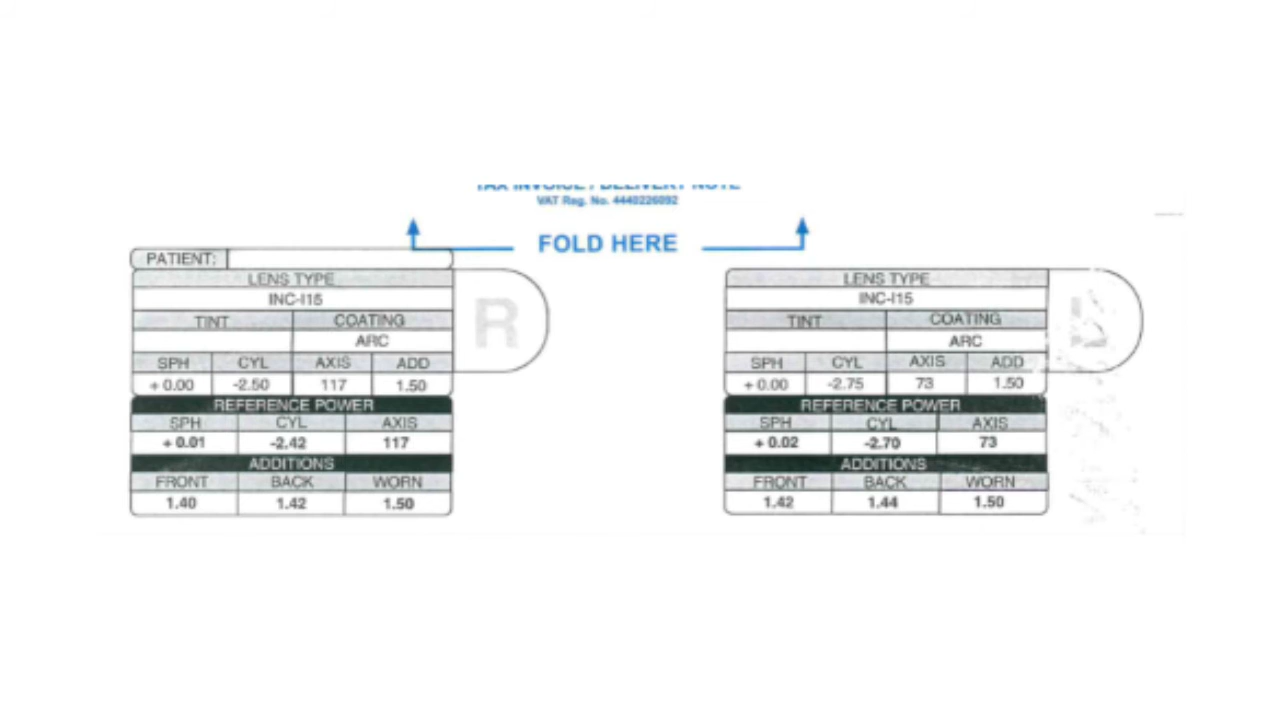 TAX INVOICE / DELIVERY NOTE
VAT Reg. No. 4440226092
FOLD HERE
PATIENT:
LENS TYPE
INC-I15
TINT COATING
ARC
SPH CYL AXIS ADD
+ 0.00 -2.50 117 1.50
REFERENCE POWER
SPH CYL AXIS
+ 0.01 -2.42 117
ADDITIONS
FRONT BACK WORN
1.40 1.42 1.50
R
LENS TYPE
INC-I15
TINT COATING
ARC
SPH CYL AXIS ADD
+ 0.00 -2.75 73 1.50
REFERENCE POWER
SPH CYL AXIS
+ 0.02 -2.70 73
ADDITIONS
FRONT BACK WORN
1.42 1.44 1.50